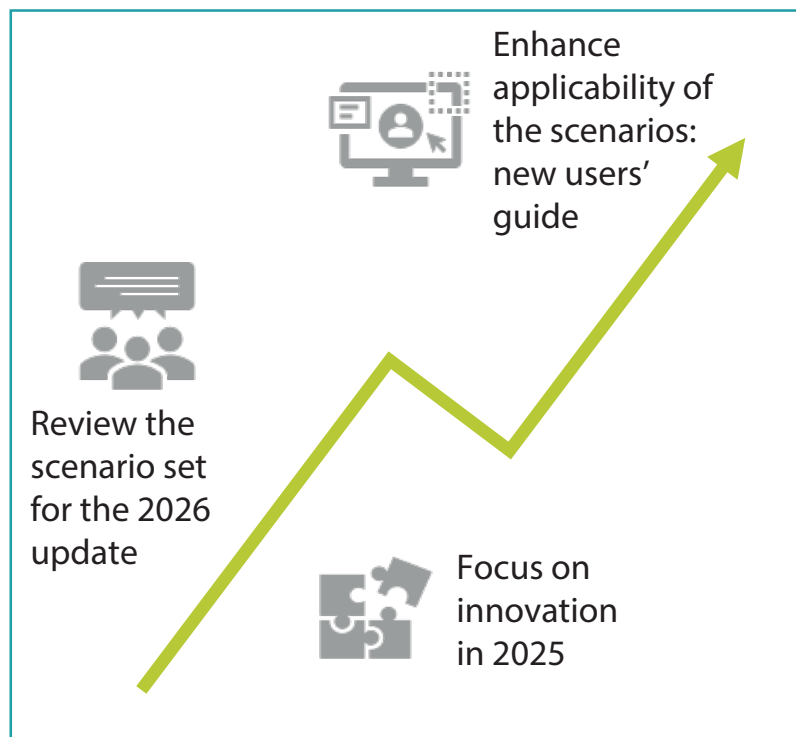 Enhance
applicability of
the scenarios:
new users’
guide
Review the
scenario set
for the 2026
update
Focus on
innovation
in 2025